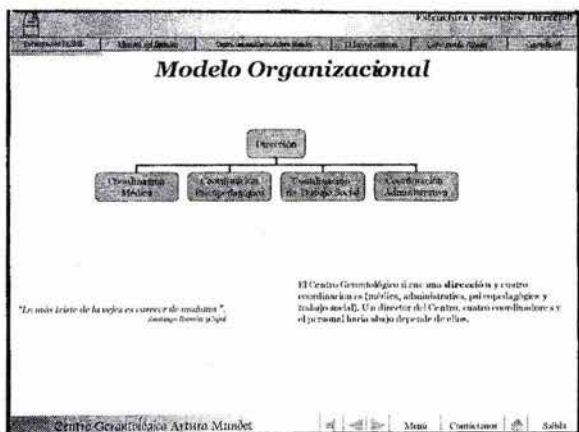 Estructura y servicios: Dirección
Modelo Organizacional
Dirección
Coordinación
Médica
Coordinación
Psicopedagógica
Coordinación
de Trabajo Social
Coordinación
Administrativa
El Centro Gerontológico tiene una dirección y cuatro
coordinaciones (médica, administrativa, psicopedagógica y
trabajo social). Un director del Centro, cuatro coordinadores y
el personal hacia abajo depende de ellos.
"Lo más triste de la vejez es carecer de mañana".
Santiago Ramón y Cajal
Centro Gerontológico Arturo Mundet
Menú
Contáctanos
Salida